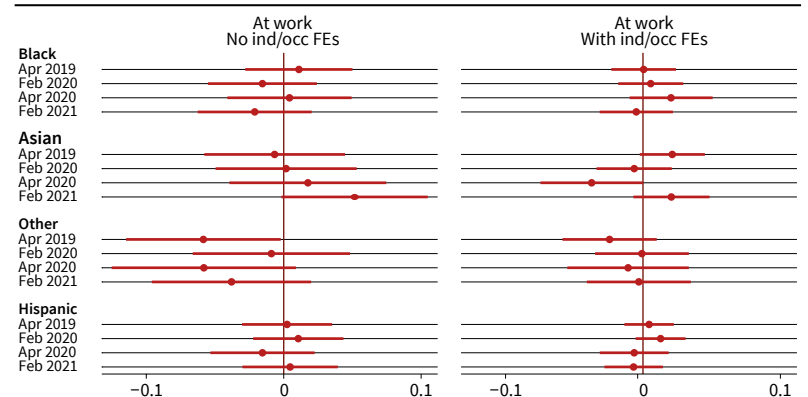 At work
No ind/occ FEs
At work
With ind/occ FEs
Black
Apr 2019
Feb 2020
Apr 2020
Feb 2021
Asian
Apr 2019
Feb 2020
Apr 2020
Feb 2021
Other
Apr 2019
Feb 2020
Apr 2020
Feb 2021
Hispanic
Apr 2019
Feb 2020
Apr 2020
Feb 2021
−0.1 0 0.1
−0.1 0 0.1